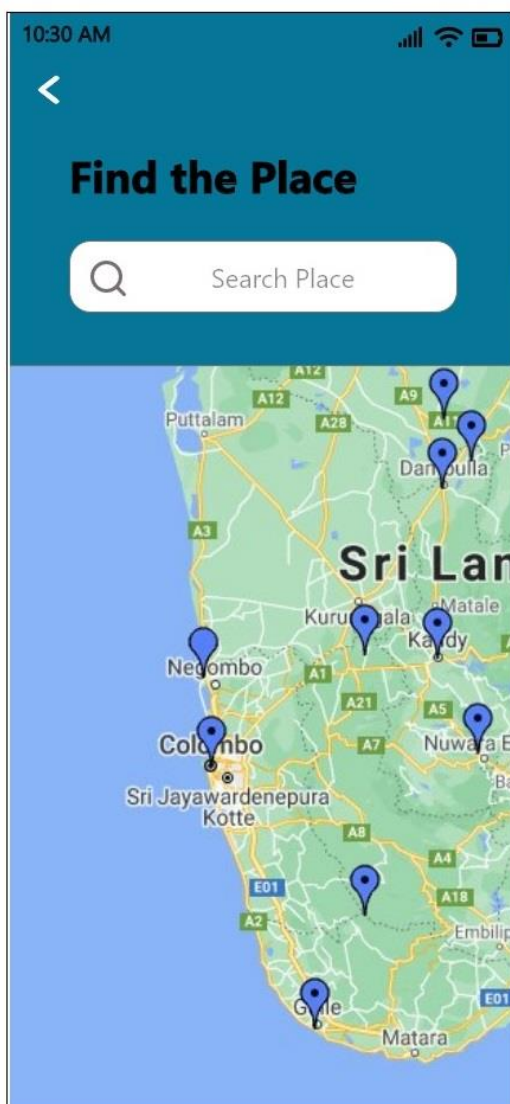 10:30 AM
Find the Place
Search Place
A12
A12
A9
A11
Puttalam
A28
Dambulla
A3
Sri Lan
Matale
Kurunegala
Kandy
Negombo
A1
A21
A5
Colombo
A7
Nuwara E
Ba
Sri Jayawardenepura
Kotte
A8
A4
E01
A18
A2
Embilip
E01
Galle
Matara